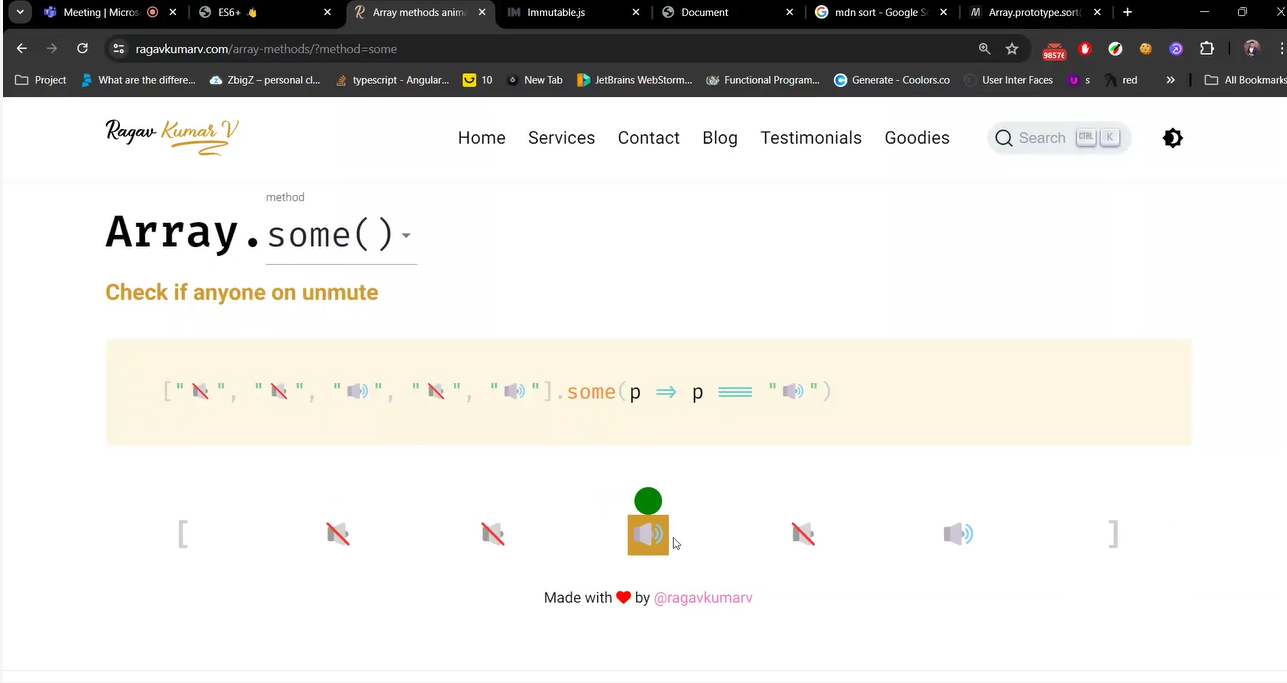 Meeting | Micros
ES6+ 👋
Array methods anima
Immutable.js
Document
mdn sort - Google S
Array.prototype.sort(
ragavkumarv.com/array-methods/?method=some
9857
Project
What are the differe...
ZbigZ – personal cl...
typescript - Angular...
10
New Tab
JetBrains WebStorm...
Functional Program...
Generate - Coolors.co
User Inter Faces
s
red
»
All Bookmarks
Ragav Kumar V
Home
Services
Contact
Blog
Testimonials
Goodies
Search
CTRL
K
method
Array.some()
Check if anyone on unmute
["🔇", "🔇", "🔊", "🔇", "🔊"].some(p ⇒ p ≡ "🔊")
[ 🔇 🔇 🔊 🔇 🔊 ]
Made with ❤ by @ragavkumarv